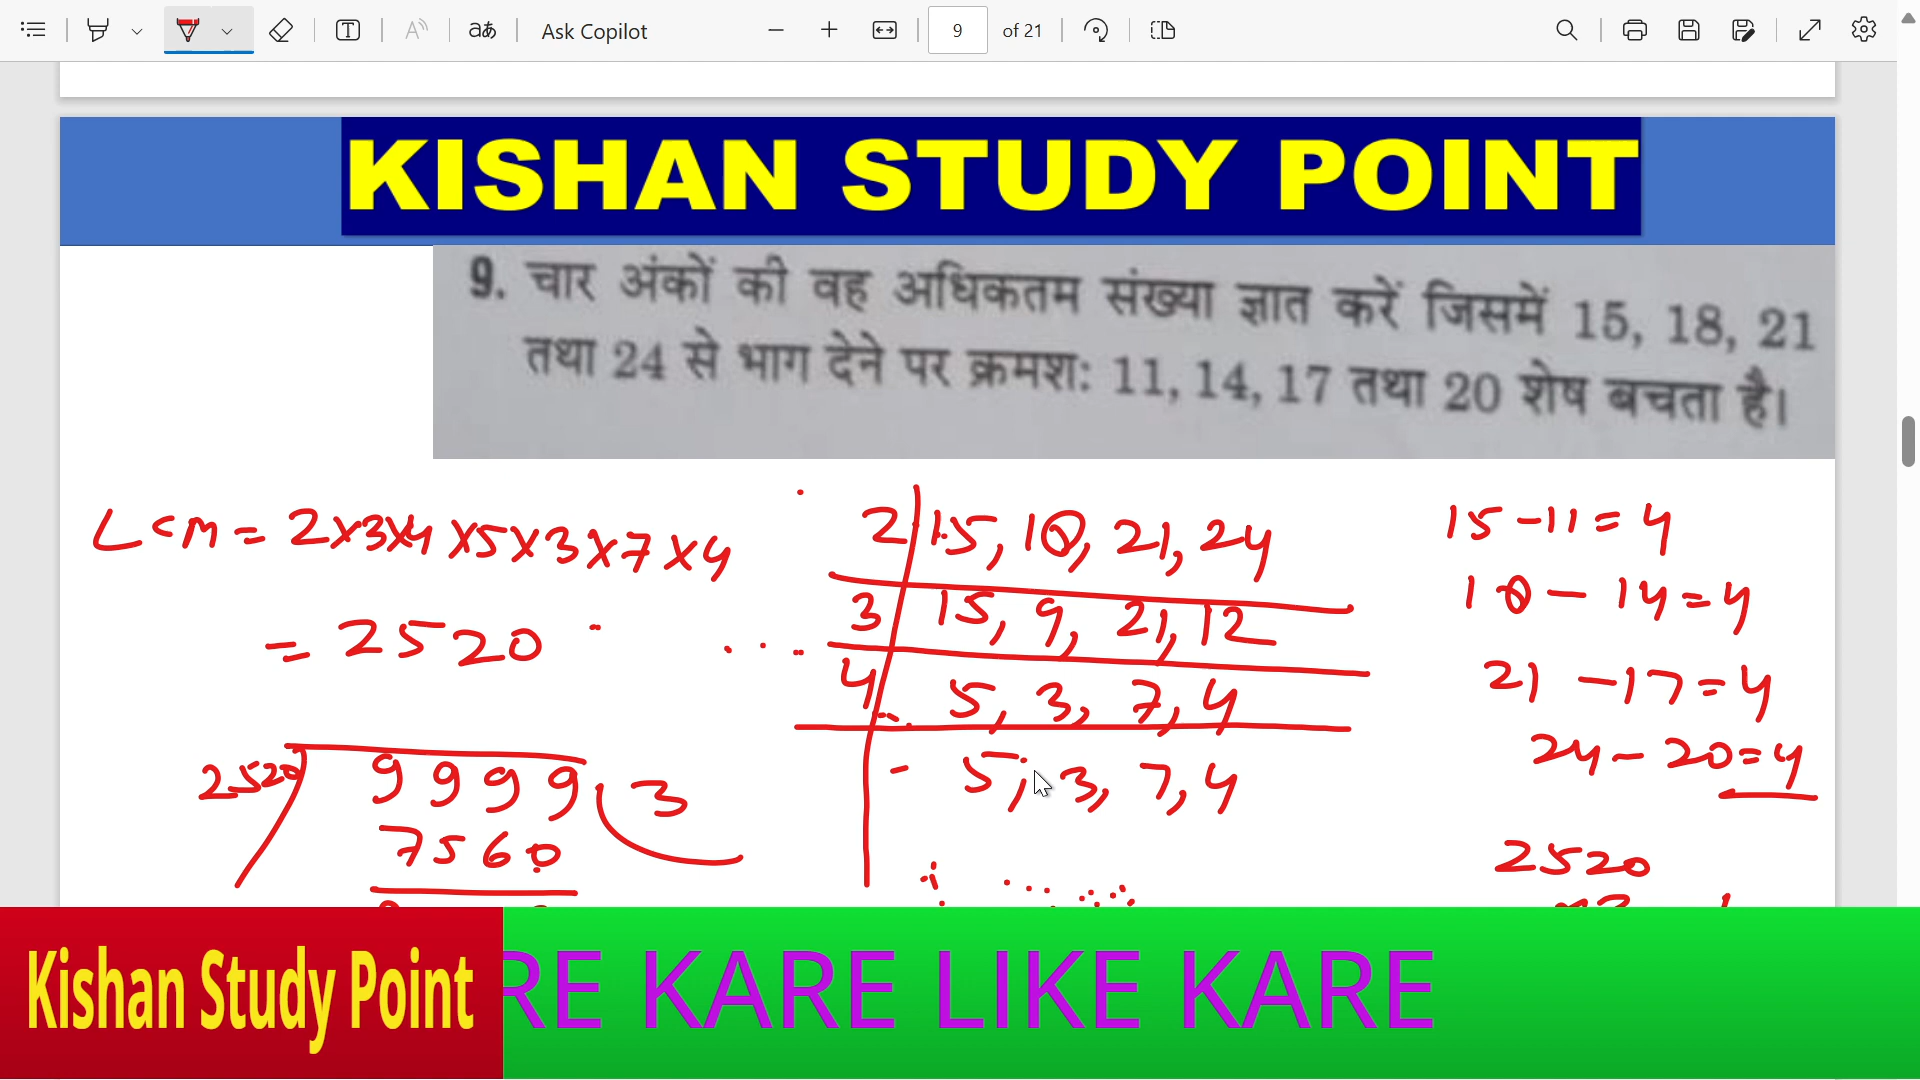 Ask Copilot 9 of 21
KISHAN STUDY POINT
9. चार अंकों की वह अधिकतम संख्या ज्ञात करें जिसमें 15, 18, 21
तथा 24 से भाग देने पर क्रमश: 11, 14, 17 तथा 20 शेष बचता है।
LCM = 2×3×4×5×3×7×4
= 2520
2 15, 18, 21, 24
3 15, 9, 21, 12
4 5, 3, 7, 4
5, 3, 7, 4
15 - 11 = 4
18 - 14 = 4
21 - 17 = 4
24 - 20 = 4
2520 9999 3
7560
2520
Kishan Study Point
RE KARE LIKE KARE